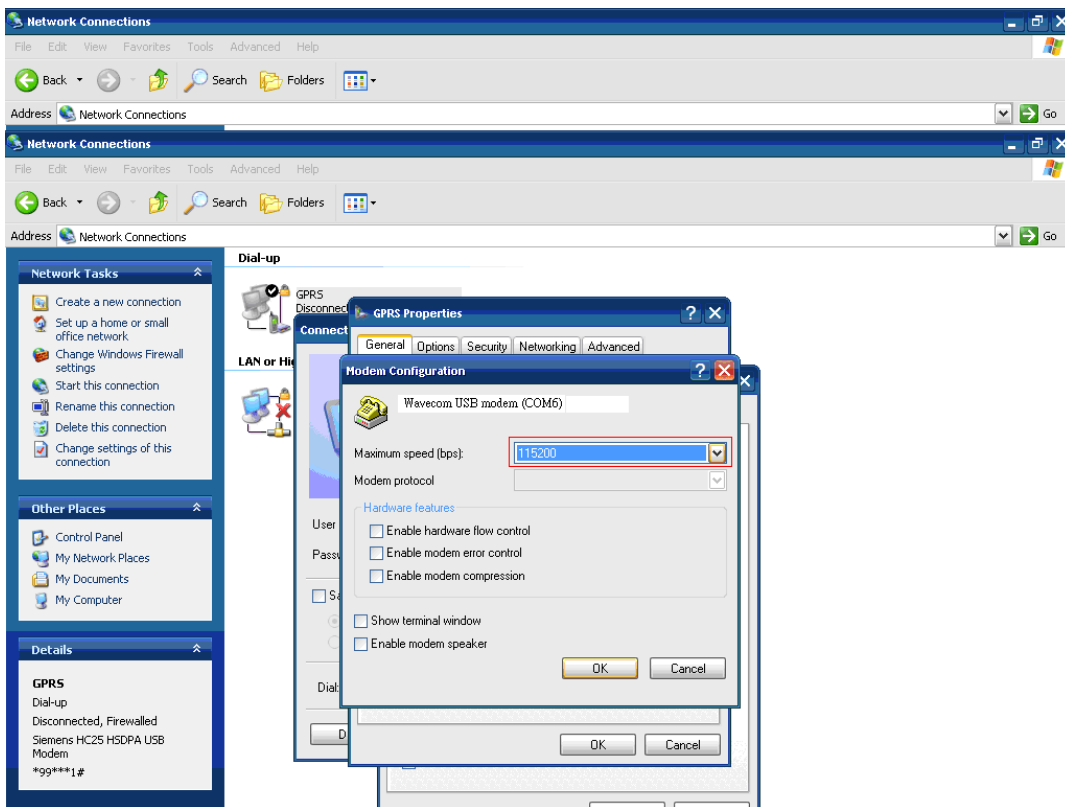 Network Connections
File Edit View Favorites Tools Advanced Help
Back Search Folders
Address Network Connections Go
Network Connections
File Edit View Favorites Tools Advanced Help
Back Search Folders
Address Network Connections Go
Network Tasks
Create a new connection
Set up a home or small
office network
Change Windows Firewall
settings
Start this connection
Rename this connection
Delete this connection
Change settings of this
connection
Other Places
Control Panel
My Network Places
My Documents
My Computer
Details
GPRS
Dial-up
Disconnected, Firewalled
Siemens HC25 HSDPA USB
Modem
*99***1#
Dial-up
GPRS
Disconnec
LAN or Hig
Connect
User
Passw
Sa
Dial:
D
GPRS Properties
General Options Security Networking Advanced
Modem Configuration
Wavecom USB modem (COM6)
Maximum speed (bps): 115200
Modem protocol
Hardware features
Enable hardware flow control
Enable modem error control
Enable modem compression
Show terminal window
Enable modem speaker
OK Cancel
OK Cancel